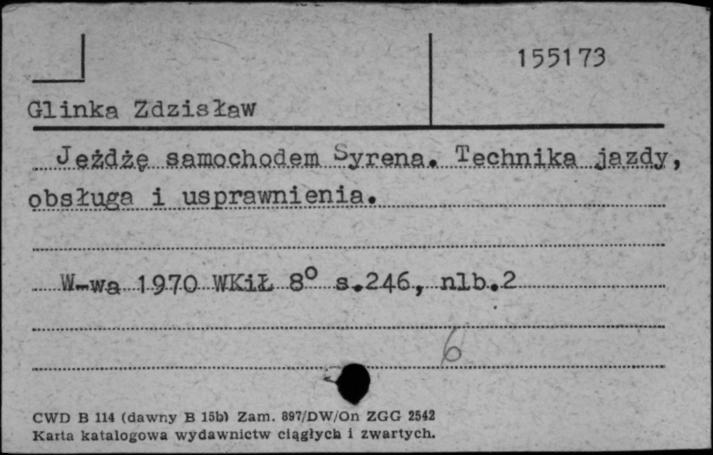 155173
Glinka Zdzisław
Jeżdżę samochodem Syrena. Technika jazdy,
obsługa i usprawnienia.
W-wa 1970 WKiŁ 8° s.246, nlb.2
6
CWD B 114 (dawny B 15b) Zam. 897/DW/On ZGG 2542
Karta katalogowa wydawnictw ciągłych i zwartych.